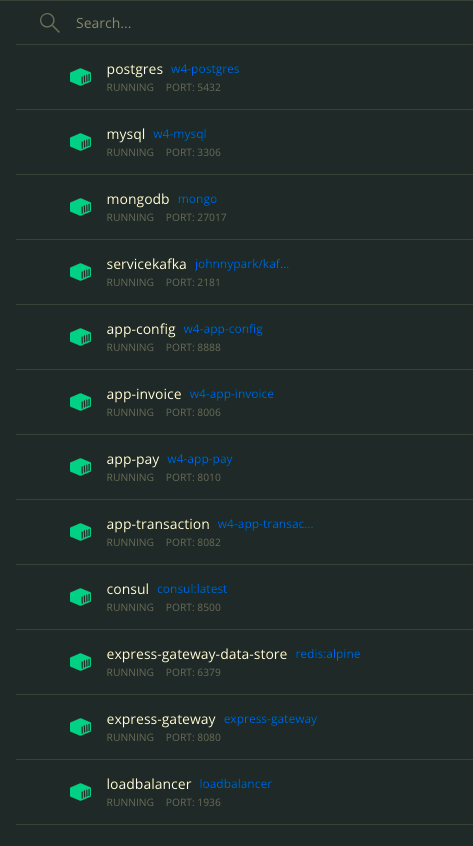 Search...
postgres w4-postgres
RUNNING PORT: 5432
mysql w4-mysql
RUNNING PORT: 3306
mongodb mongo
RUNNING PORT: 27017
servicekafka johnnypark/kaf...
RUNNING PORT: 2181
app-config w4-app-config
RUNNING PORT: 8888
app-invoice w4-app-invoice
RUNNING PORT: 8006
app-pay w4-app-pay
RUNNING PORT: 8010
app-transaction w4-app-transac...
RUNNING PORT: 8082
consul consul:latest
RUNNING PORT: 8500
express-gateway-data-store redis:alpine
RUNNING PORT: 6379
express-gateway express-gateway
RUNNING PORT: 8080
loadbalancer loadbalancer
RUNNING PORT: 1936